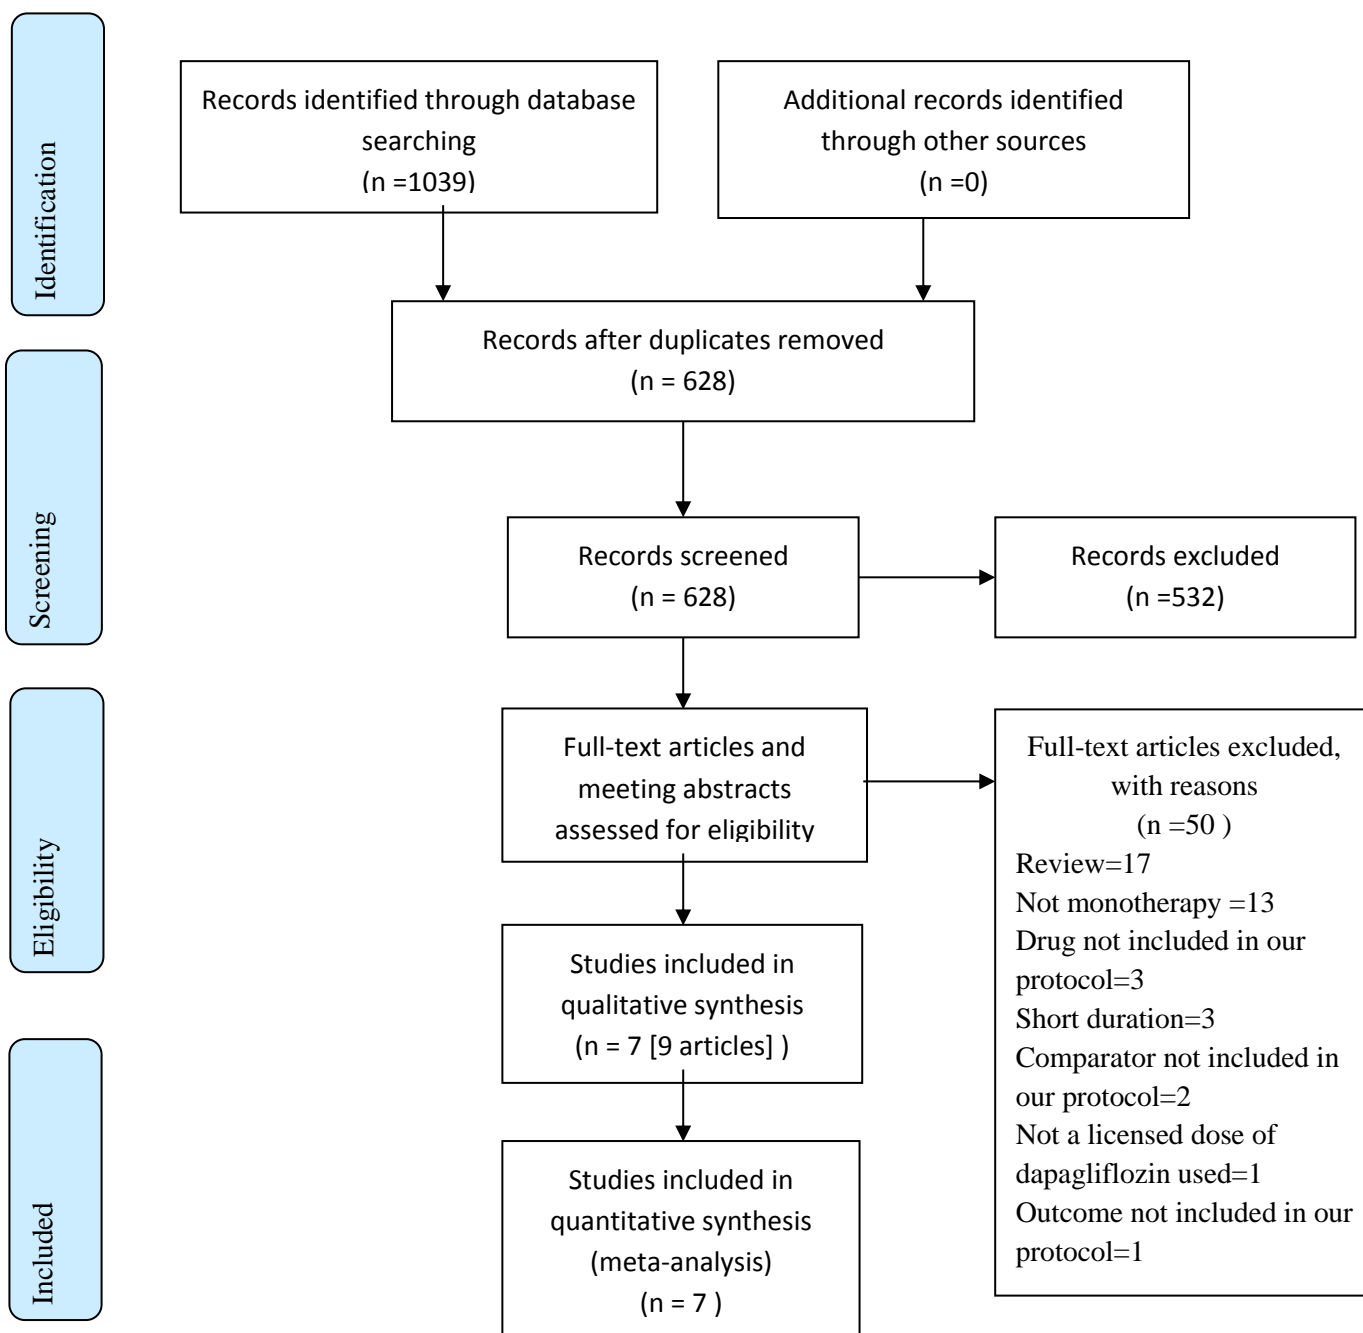 Identification
Records identified through database
searching
(n =1039)
Additional records identified
through other sources
(n =0)
Records after duplicates removed
(n = 628)
Screening
Records screened
(n = 628)
Records excluded
(n =532)
Eligibility
Full-text articles and
meeting abstracts
assessed for eligibility
Full-text articles excluded,
with reasons
(n =50 )
Review=17
Not monotherapy =13
Drug not included in our
protocol=3
Short duration=3
Comparator not included in
our protocol=2
Not a licensed dose of
dapagliflozin used=1
Outcome not included in our
protocol=1
Studies included in
qualitative synthesis
(n = 7 [9 articles] )
Included
Studies included in
quantitative synthesis
(meta-analysis)
(n = 7 )